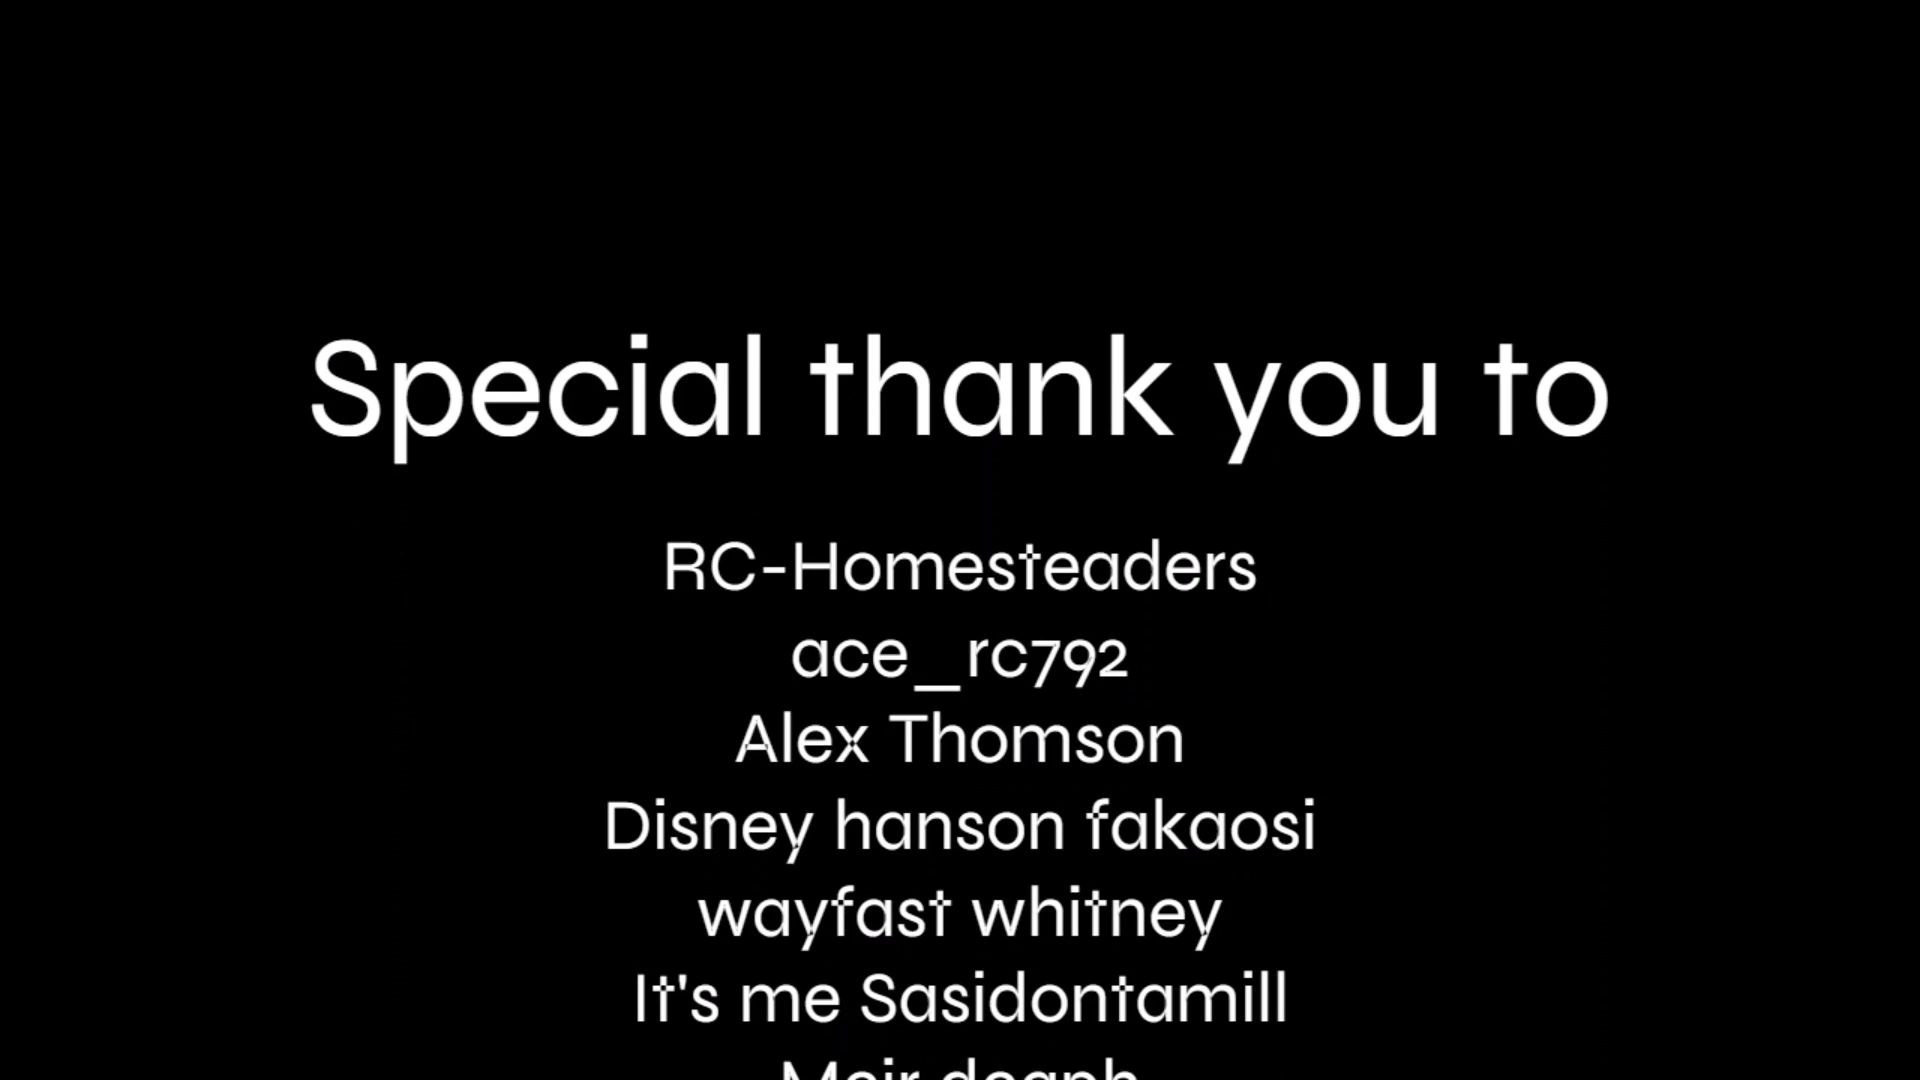 Special thank you to
RC-Homesteaders
ace_rc792
Alex Thomson
Disney hanson fakaosi
wayfast whitney
It's me Sasidontamill